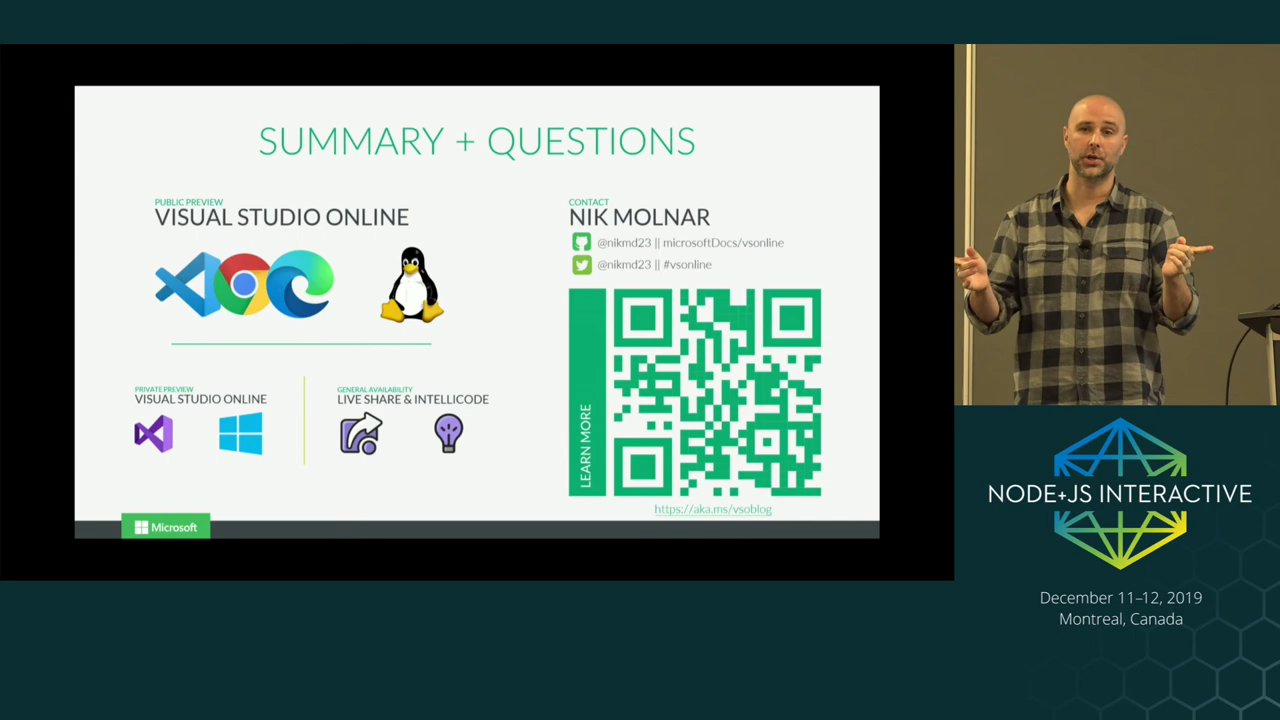 SUMMARY + QUESTIONS
PUBLIC PREVIEW
VISUAL STUDIO ONLINE
PRIVATE PREVIEW
VISUAL STUDIO ONLINE
GENERAL AVAILABILITY
LIVE SHARE & INTELLICODE
CONTACT
NIK MOLNAR
@nikmd23 || microsoftDocs/vsonline
@nikmd23 || #vsonline
LEARN MORE
https://aka.ms/vsoblog
Microsoft
NODE+JS INTERACTIVE
December 11–12, 2019
Montreal, Canada